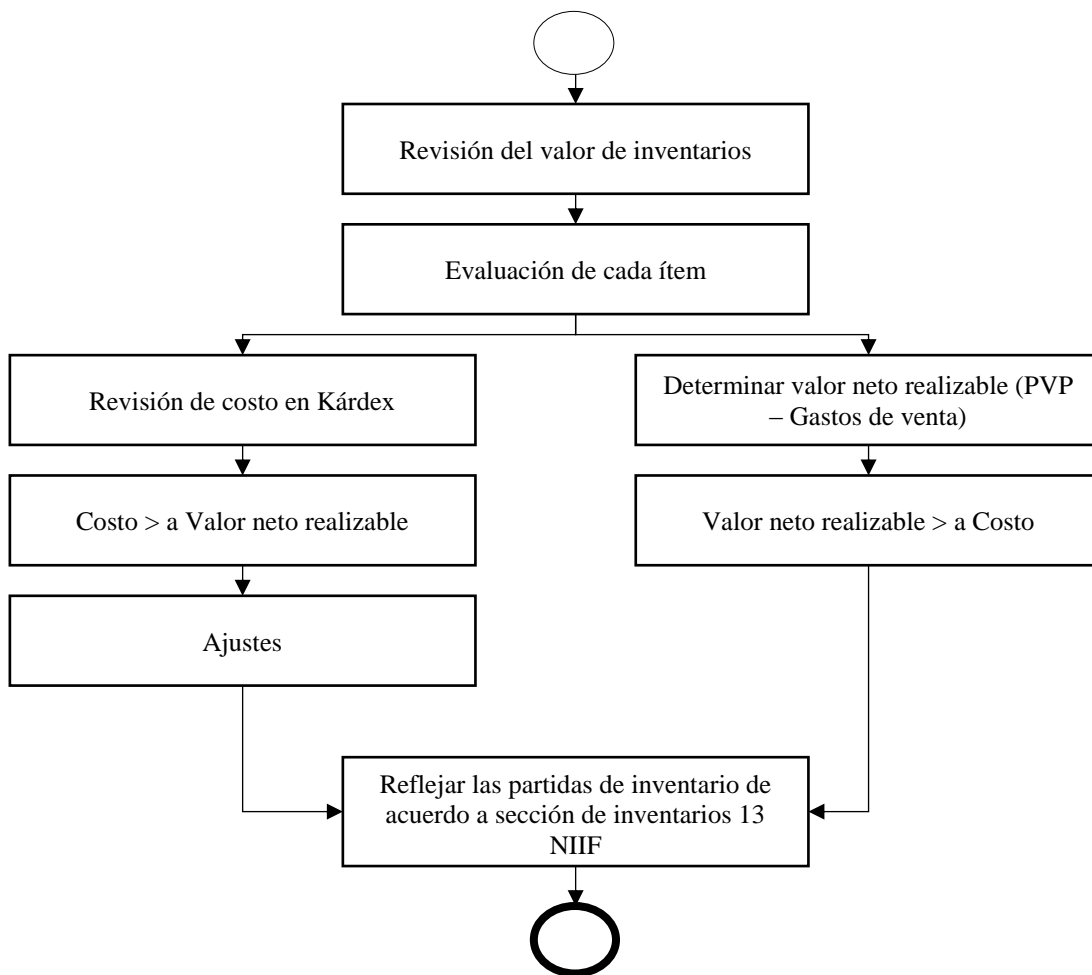 Revisión del valor de inventarios
Evaluación de cada ítem
Revisión de costo en Kárdex
Determinar valor neto realizable (PVP
– Gastos de venta)
Costo > a Valor neto realizable
Valor neto realizable > a Costo
Ajustes
Reflejar las partidas de inventario de
acuerdo a sección de inventarios 13
NIIF